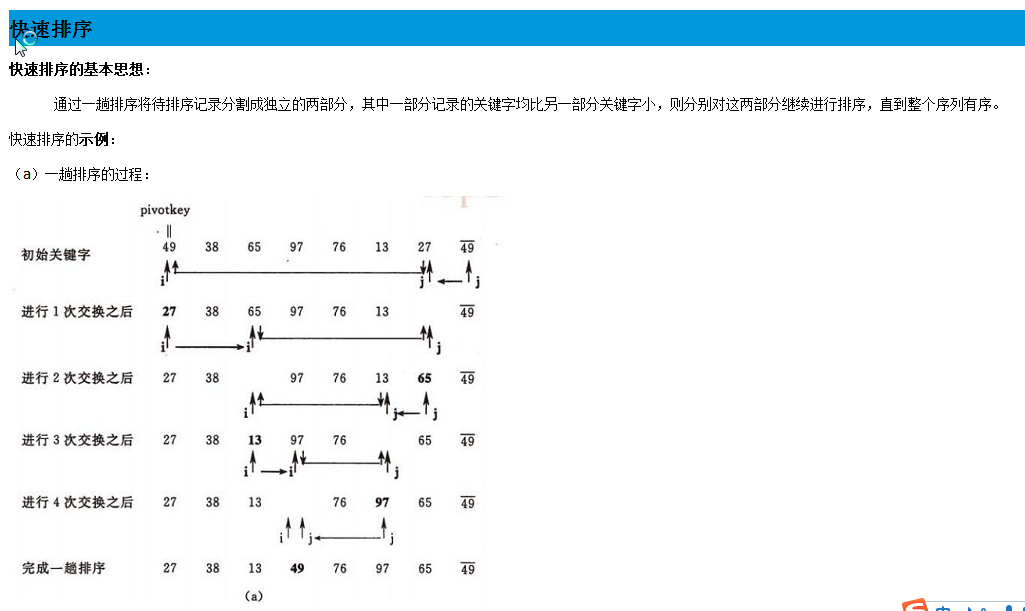 快速排序
快速排序的基本思想：
通过一趟排序将待排序记录分割成独立的两部分，其中一部分记录的关键字均比另一部分关键字小，则分别对这两部分继续进行排序，直到整个序列有序。
快速排序的示例：
（a）一趟排序的过程：
pivotkey
初始关键字 49 38 65 97 76 13 27 49
i j j
进行1次交换之后 27 38 65 97 76 13 49
i i j
进行2次交换之后 27 38 97 76 13 65 49
i j j
进行3次交换之后 27 38 13 97 76 65 49
i i j
进行4次交换之后 27 38 13 76 97 65 49
i j j
完成一趟排序 27 38 13 49 76 97 65 49
(a)